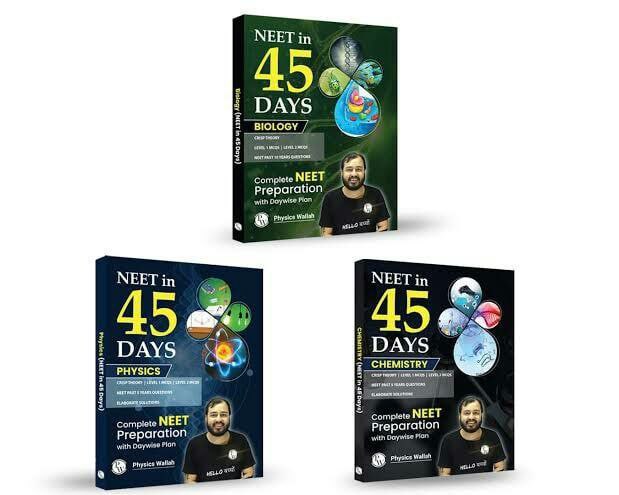 NEET in
45
DAYS
BIOLOGY
CRISP THEORY
LEVEL 1 MCQS | LEVEL 2 MCQS
NEET PAST 10 YEARS QUESTIONS
Complete NEET
Preparation
with Daywise Plan
Physics Wallah
HELLO बच्चों
Biology (NEET in 45 Days)
NEET in
45
DAYS
PHYSICS
CRISP THEORY | LEVEL 1 MCQS | LEVEL 2 MCQS
NEET PAST 5 YEARS QUESTIONS
ELABORATE SOLUTIONS
Complete NEET
Preparation
with Daywise Plan
Physics Wallah
HELLO बच्चों
Physics (NEET in 45 Days)
NEET in
45
DAYS
CHEMISTRY
CRISP THEORY | LEVEL 1 MCQS | LEVEL 2 MCQS
NEET PAST 5 YEARS QUESTIONS
ELABORATE SOLUTIONS
Complete NEET
Preparation
with Daywise Plan
Physics Wallah
HELLO बच्चों
CHEMISTRY (NEET in 45 Days)